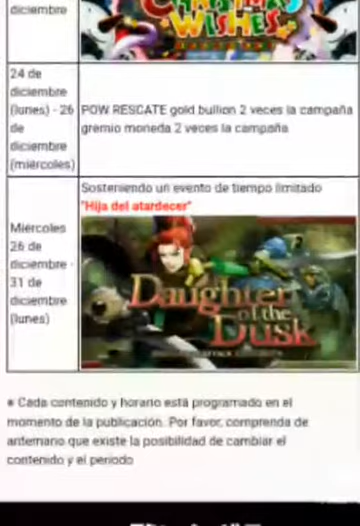 diciembre
CHRISTMAS
WISHES
24 de
diciembre
(lunes) - 26
de
diciembre
(miércoles)
POW RESCATE gold bullion 2 veces la campaña
gremio moneda 2 veces la campaña
Miércoles
26 de
diciembre -
31 de
diciembre
(lunes)
Sosteniendo un evento de tiempo limitado
"Hija del atardecer"
Daughter
of the
Dusk
※ Cada contenido y horario está programado en el
momento de la publicación. Por favor, comprenda de
antemano que existe la posibilidad de cambiar el
contenido y el periodo